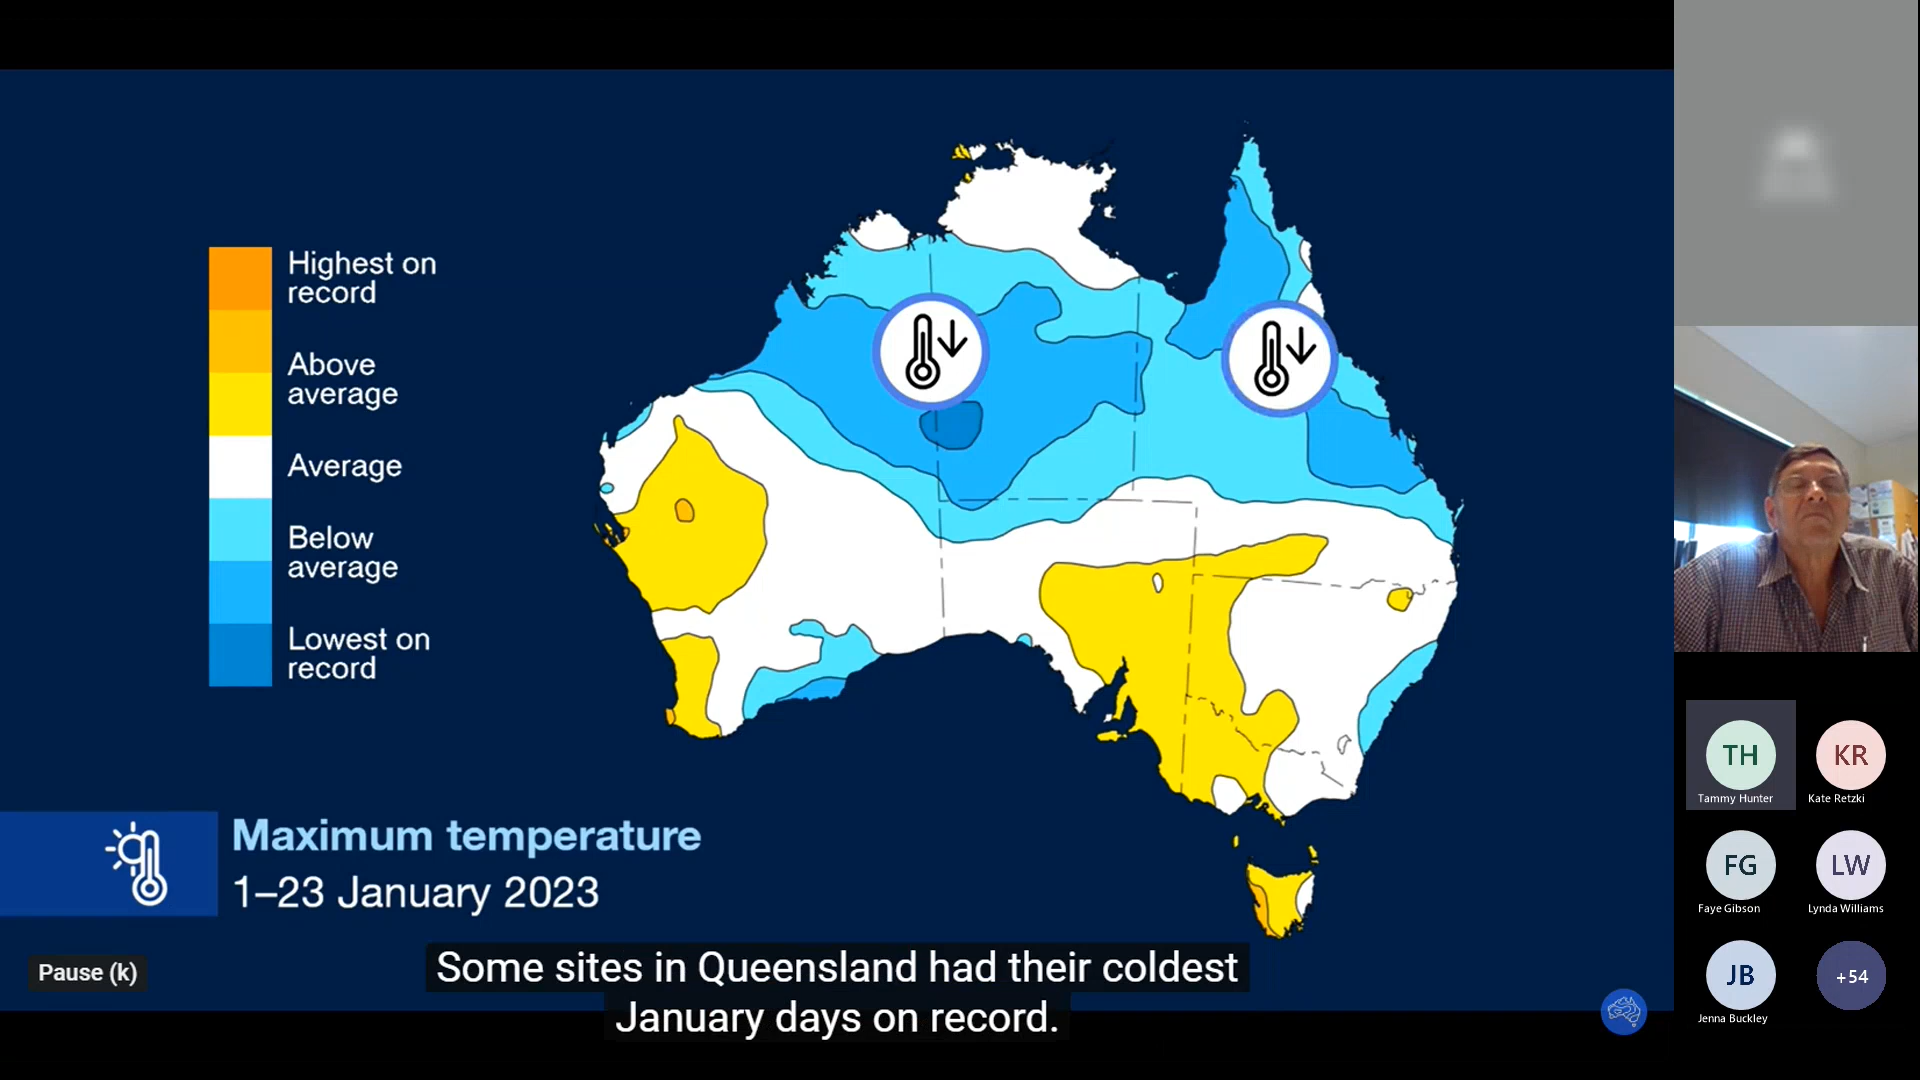 Highest on
record
Above
average
Average
Below
average
Lowest on
record
Maximum temperature
1–23 January 2023
Pause (k)
Some sites in Queensland had their coldest
January days on record.
TH
Tammy Hunter
KR
Kate Retzki
FG
Faye Gibson
LW
Lynda Williams
JB
Jenna Buckley
+54